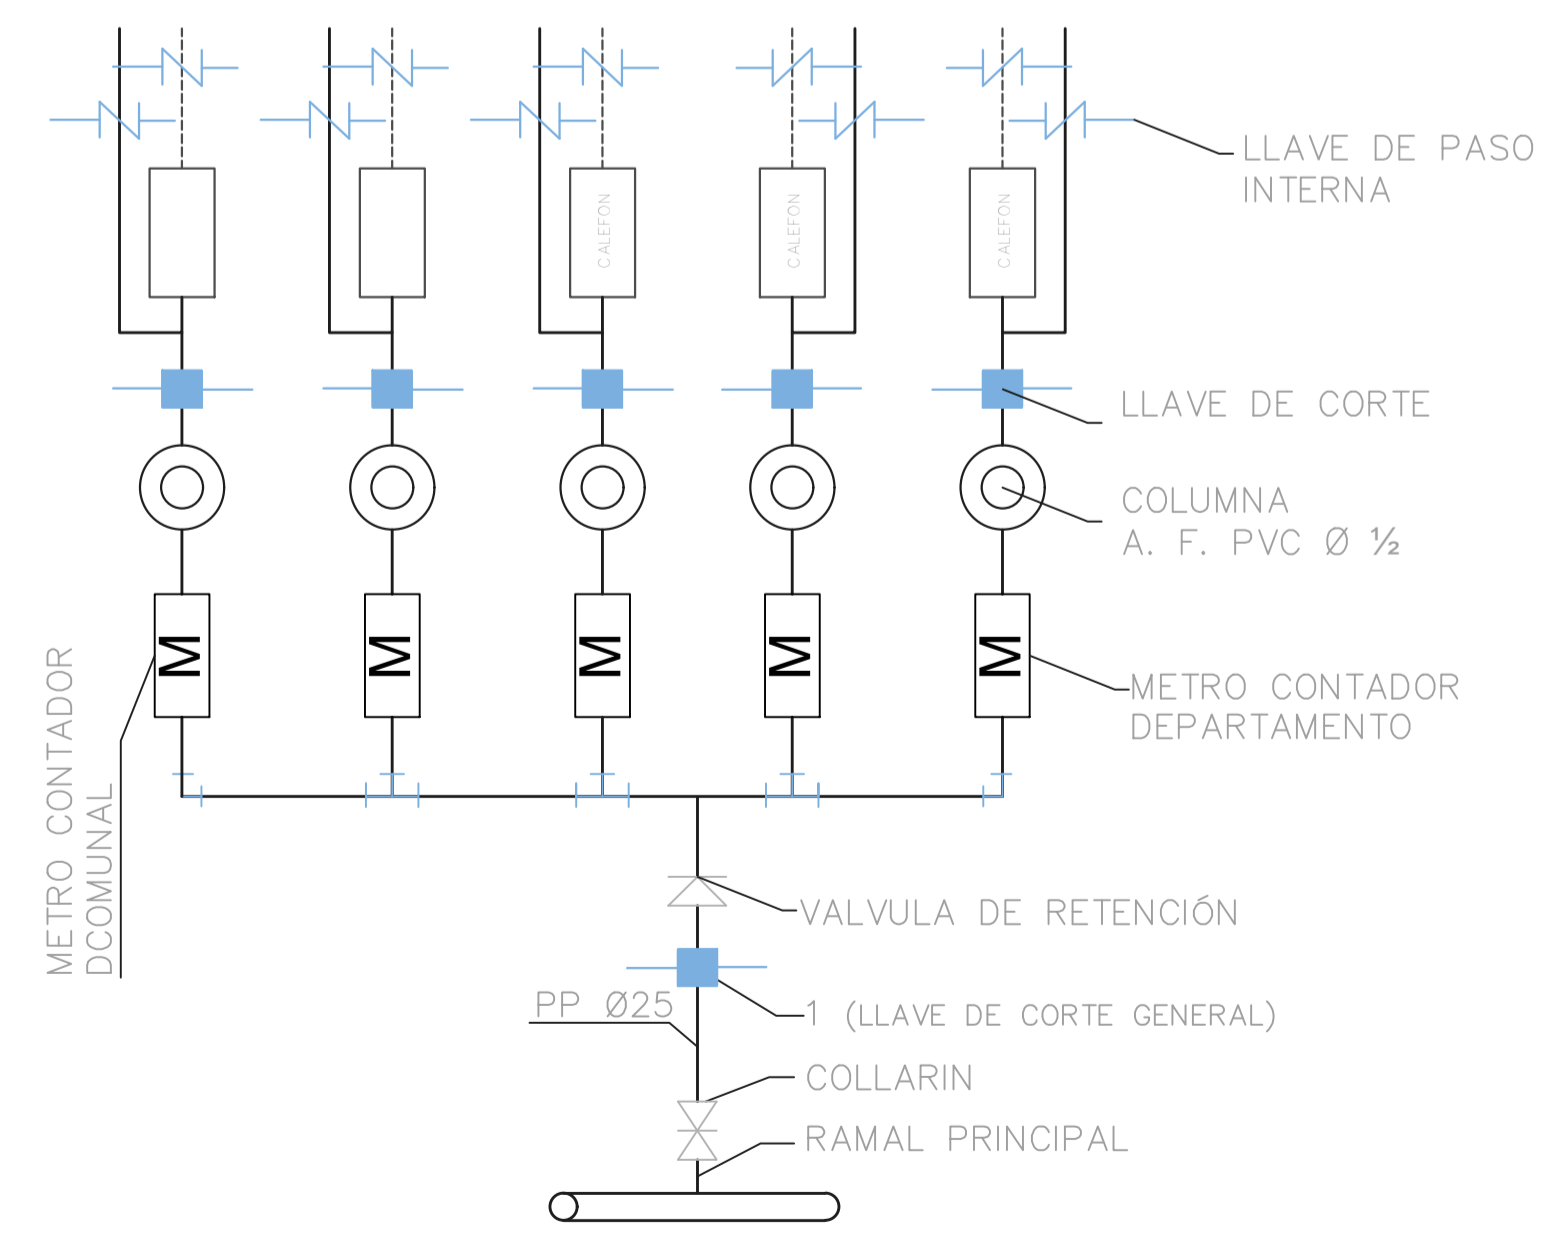 LLAVE DE PASO
INTERNA
CALEFON
CALEFON
CALEFON
LLAVE DE CORTE
COLUMNA
A. F. PVC Ø ½
M
M
M
M
M
METRO CONTADOR
DEPARTAMENTO
METRO CONTADOR
DCOMUNAL
VALVULA DE RETENCIÓN
PP Ø25
1 (LLAVE DE CORTE GENERAL)
COLLARIN
RAMAL PRINCIPAL